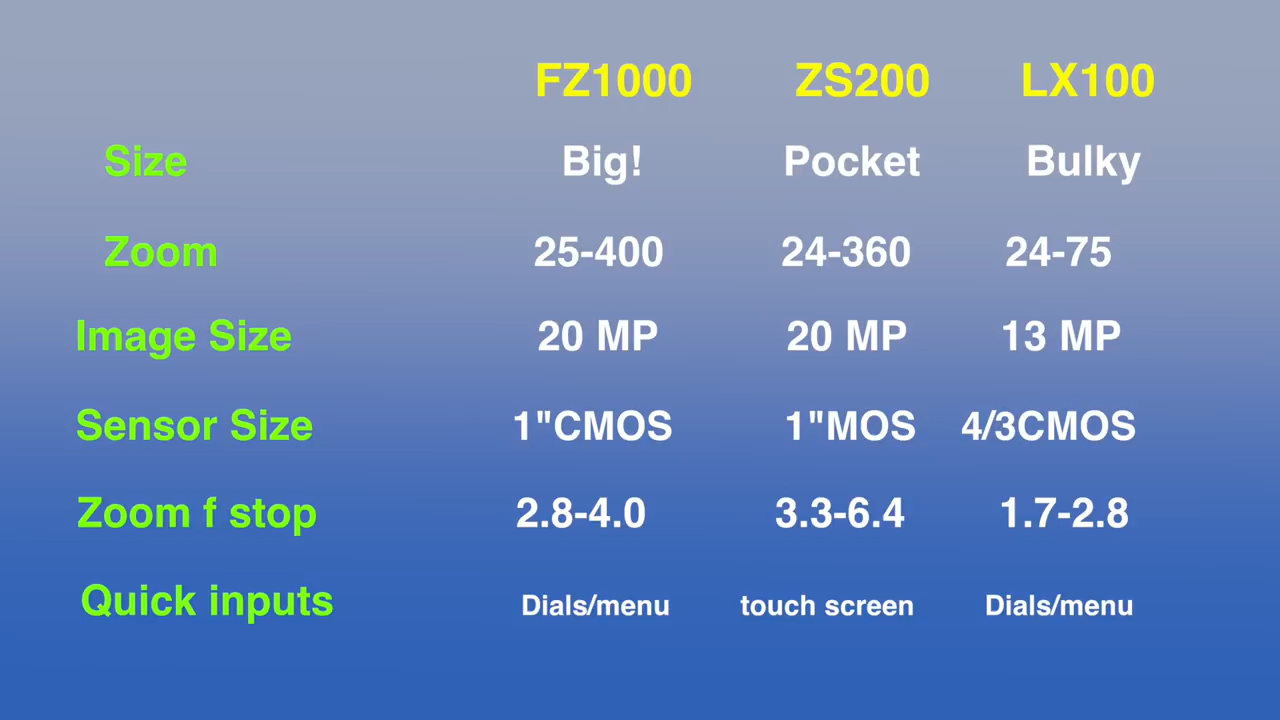 FZ1000 ZS200 LX100
Size Big! Pocket Bulky
Zoom 25-400 24-360 24-75
Image Size 20 MP 20 MP 13 MP
Sensor Size 1"CMOS 1"MOS 4/3CMOS
Zoom f stop 2.8-4.0 3.3-6.4 1.7-2.8
Quick inputs Dials/menu touch screen Dials/menu